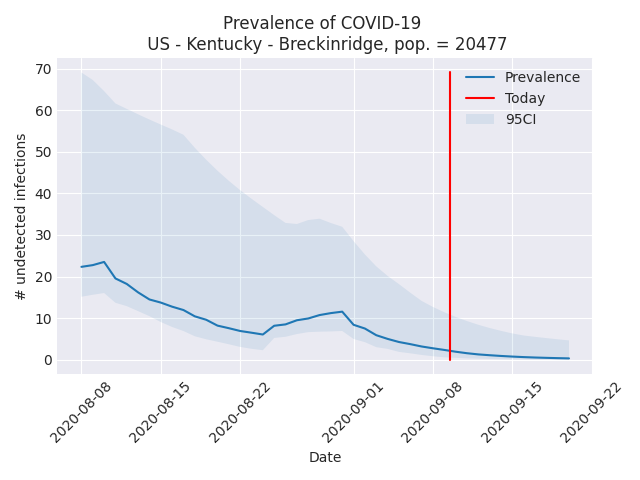 Prevalence of COVID-19
US - Kentucky - Breckinridge, pop. = 20477
70
60
50
40
30
20
10
0
# undetected infections
Prevalence
Today
95CI
2020-08-08
2020-08-15
2020-08-22
2020-09-01
2020-09-08
2020-09-15
2020-09-22
Date